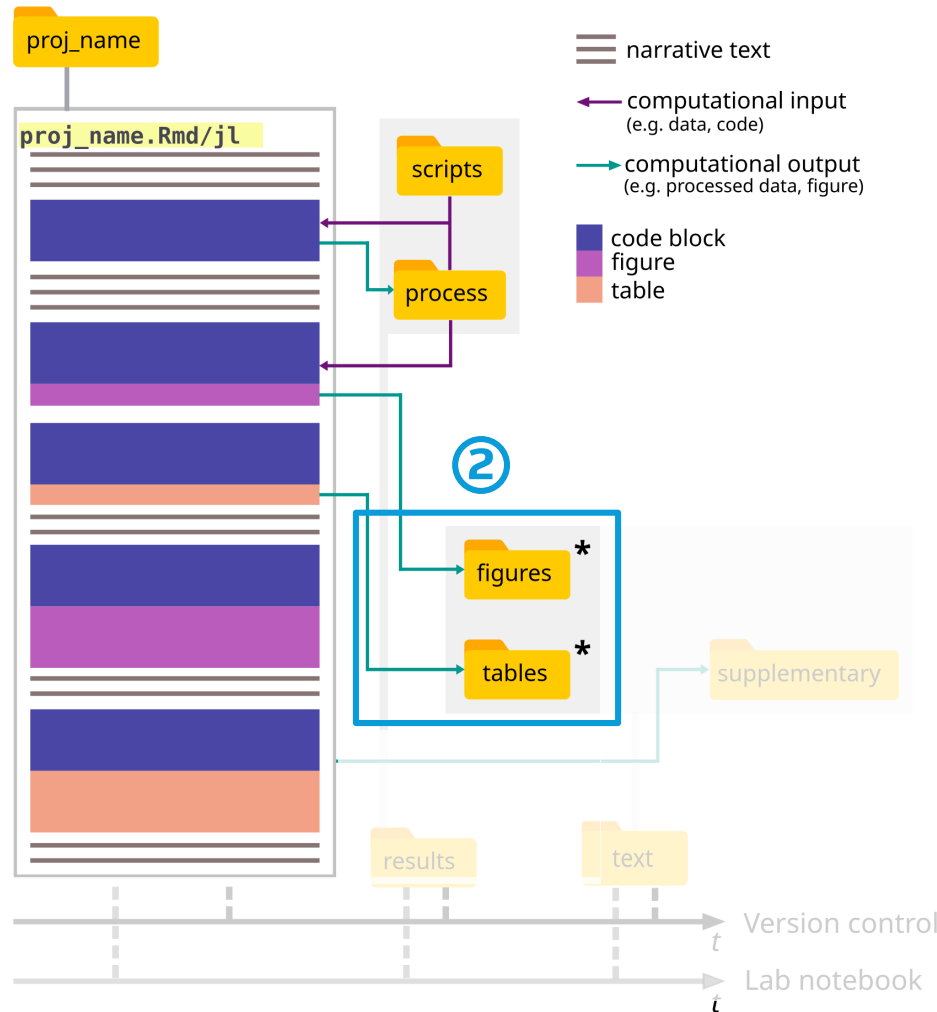 proj_name
narrative text
computational input
(e.g. data, code)
proj_name.Rmd/jl
scripts
computational output
(e.g. processed data, figure)
code block
figure
table
process
2
figures *
tables *
supplementary
results
text
Version control
t
Lab notebook
t